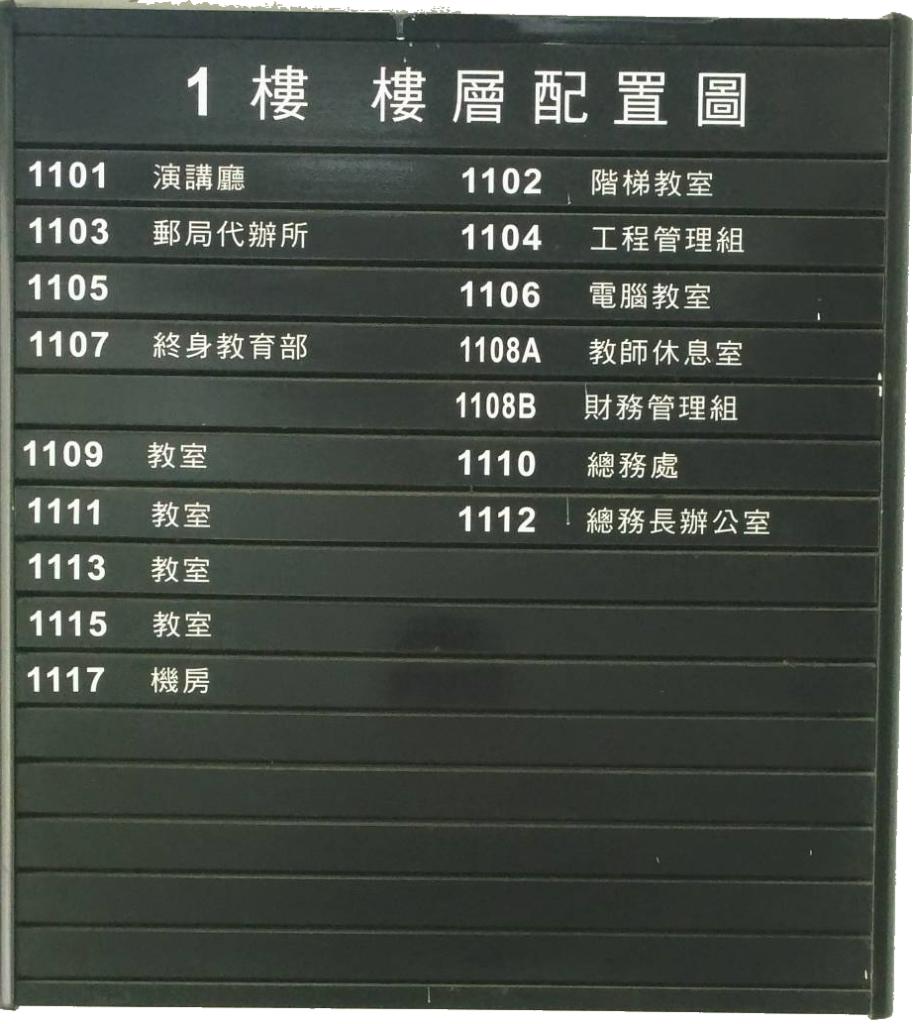 1 樓 樓層配置圖
1101 演講廳 1102 階梯教室
1103 郵局代辦所 1104 工程管理組
1105 1106 電腦教室
1107 終身教育部 1108A 教師休息室
1108B 財務管理組
1109 教室 1110 總務處
1111 教室 1112 總務長辦公室
1113 教室
1115 教室
1117 機房